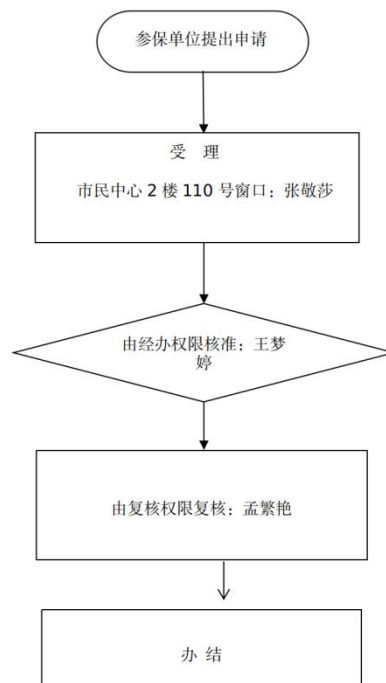 参保单位提出申请
受 理
市民中心 2 楼 110 号窗口：张敬莎
由经办权限核准：王梦
婷
由复核权限复核：孟繁艳
办 结